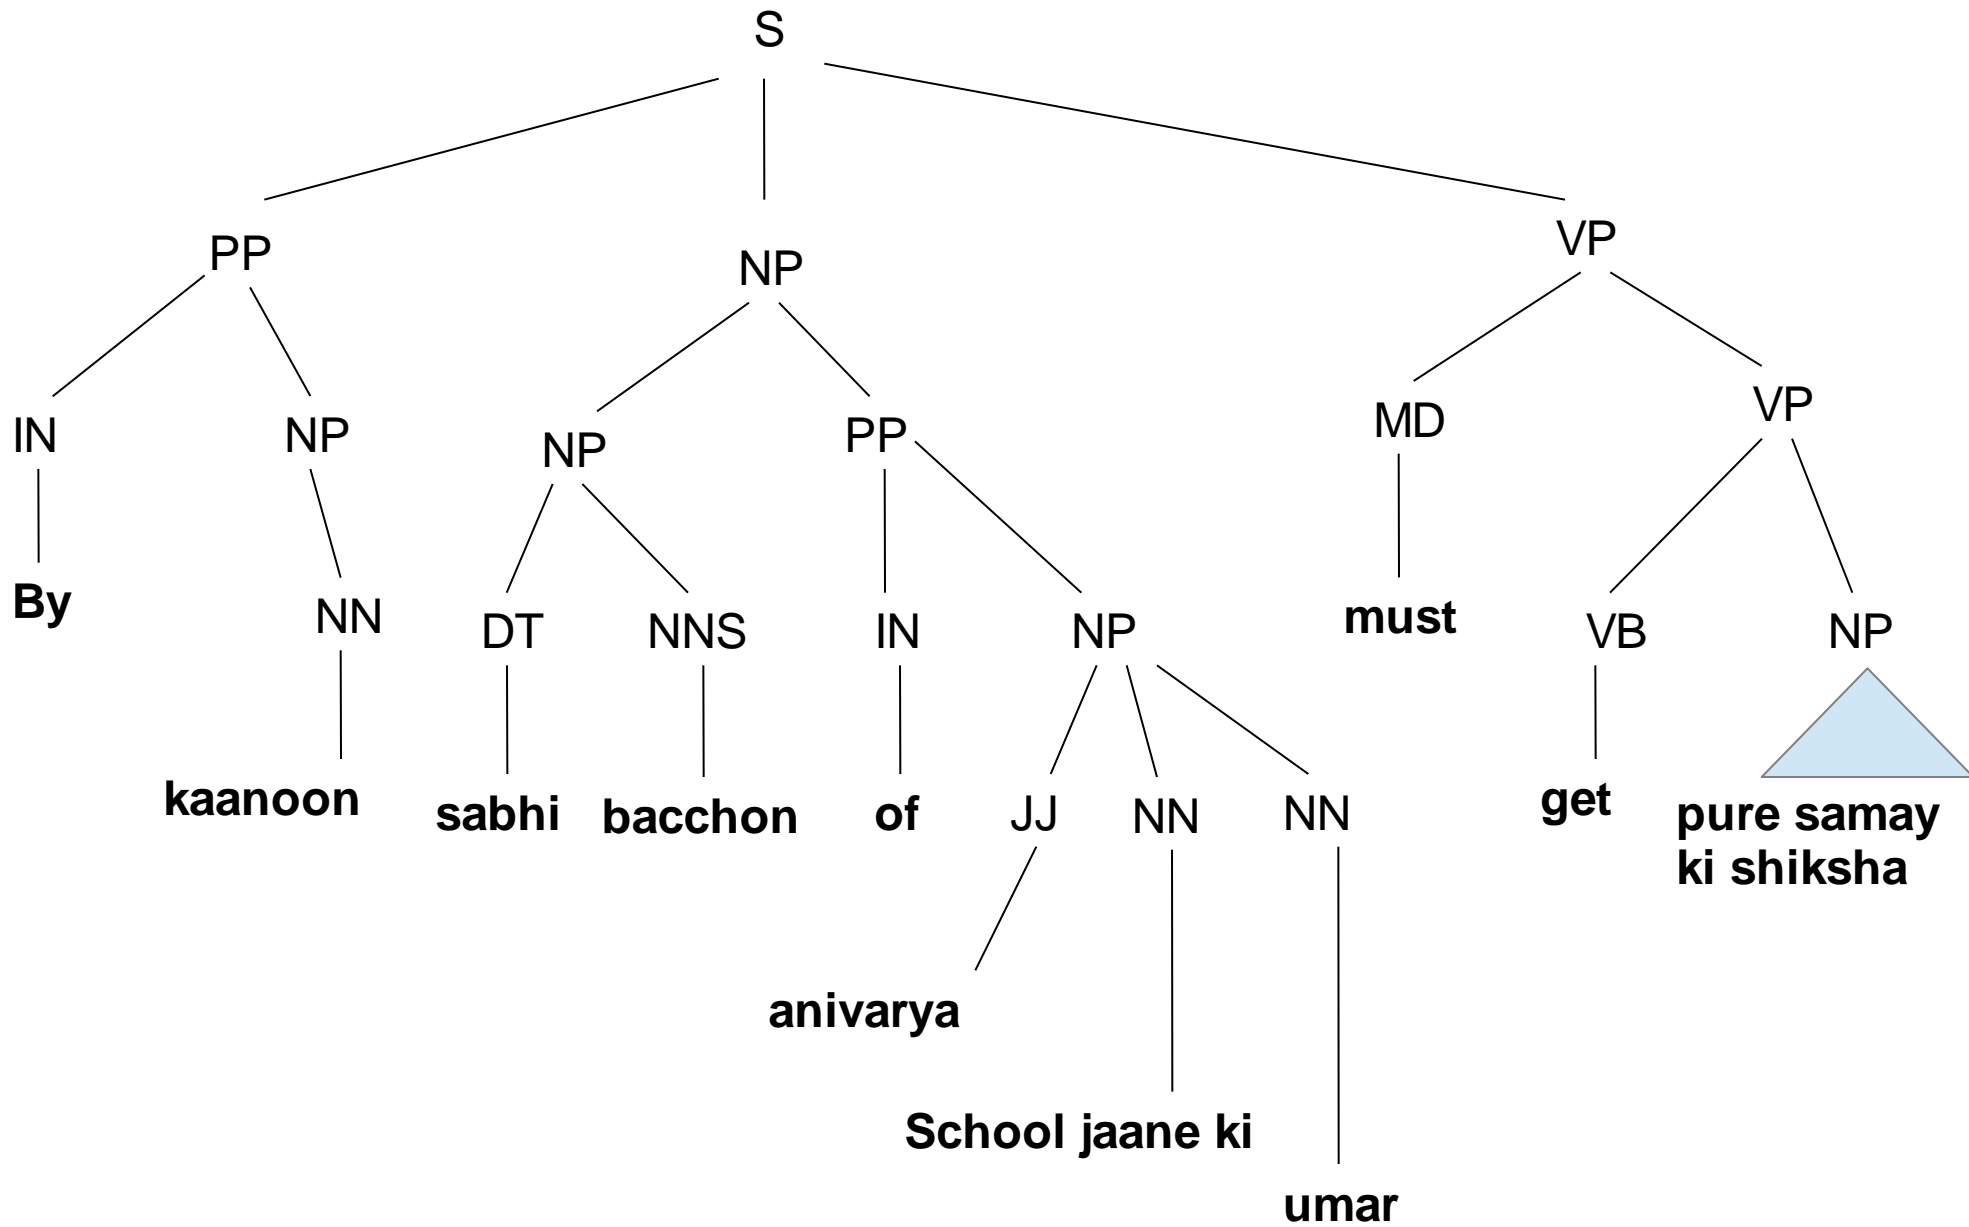 S
PP NP VP
IN NP NP PP MD VP
By NN DT NNS IN NP must VB NP
kaanoon sabhi bacchon of JJ NN NN get pure samay
ki shiksha
anivarya
School jaane ki
umar